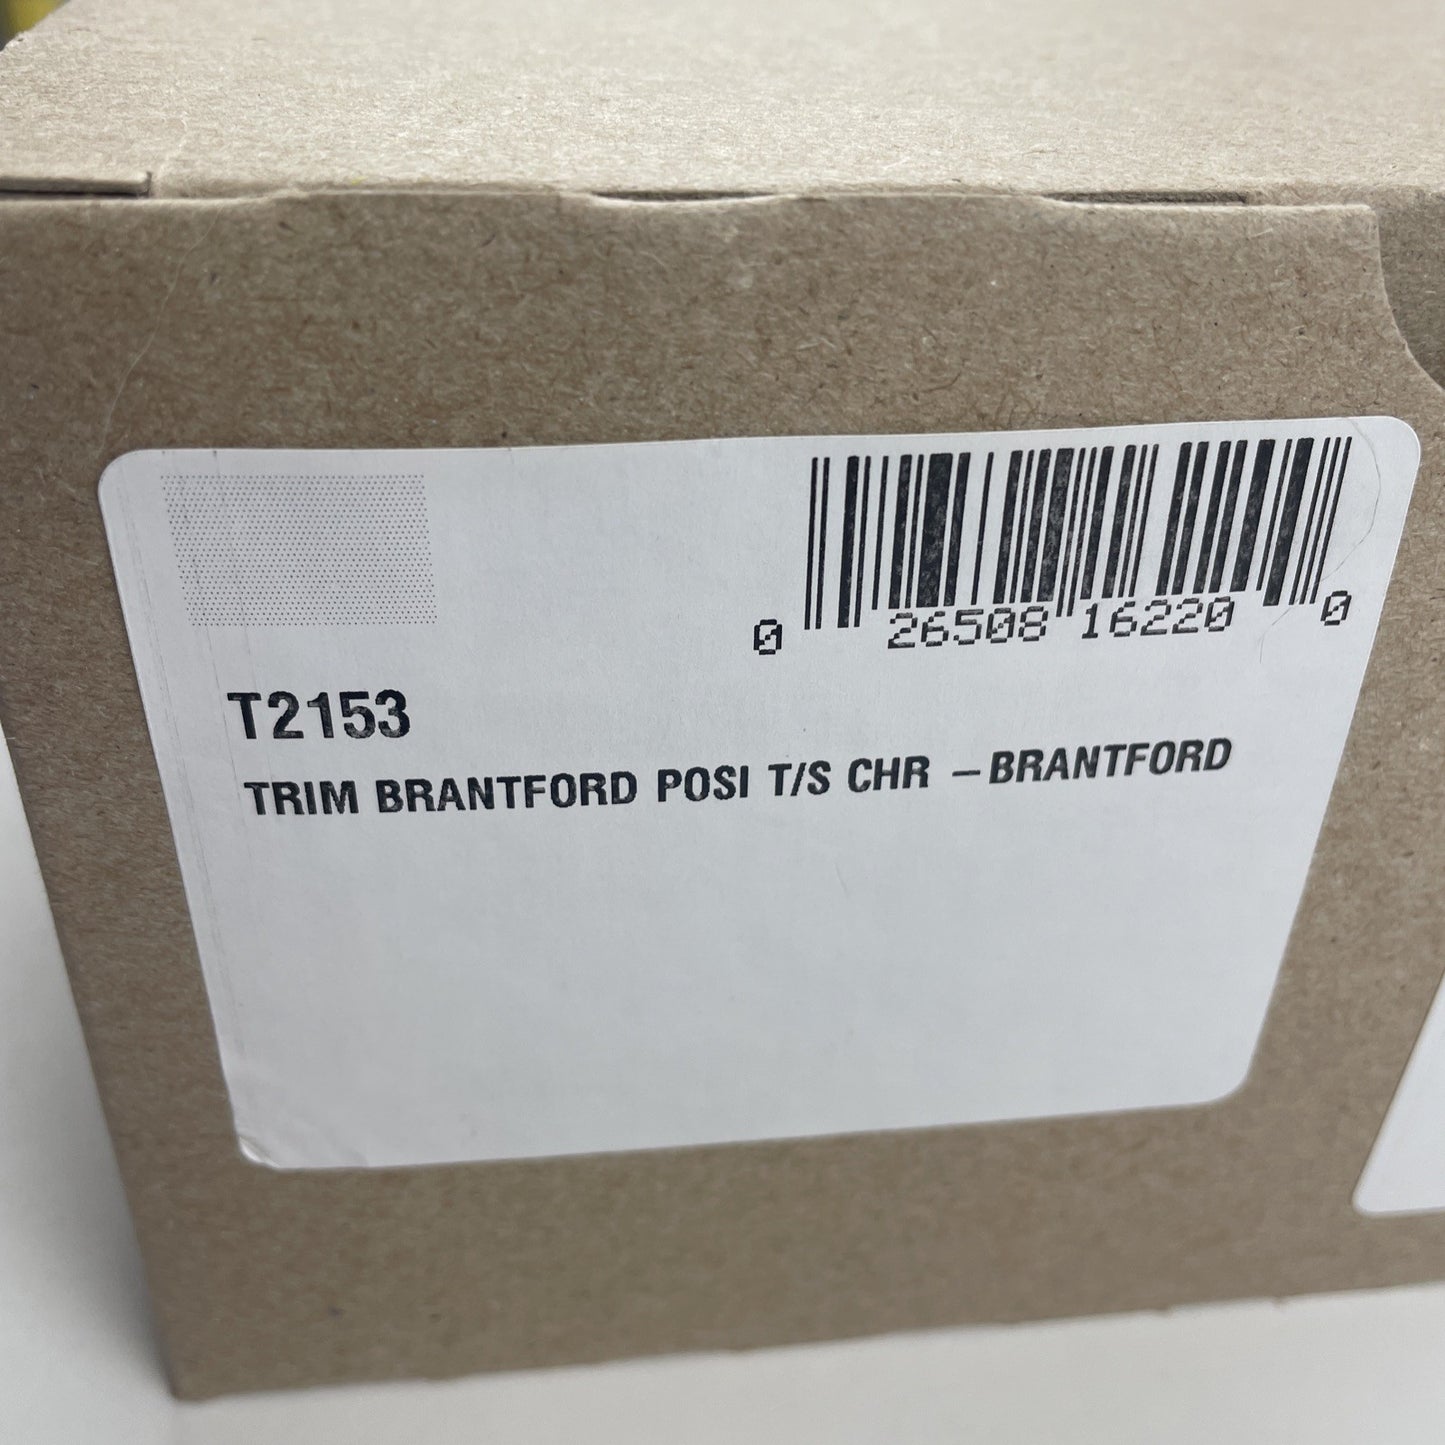 0 26508 16220 0
T2153
TRIM BRANTFORD POSI T/S CHR –BRANTFORD